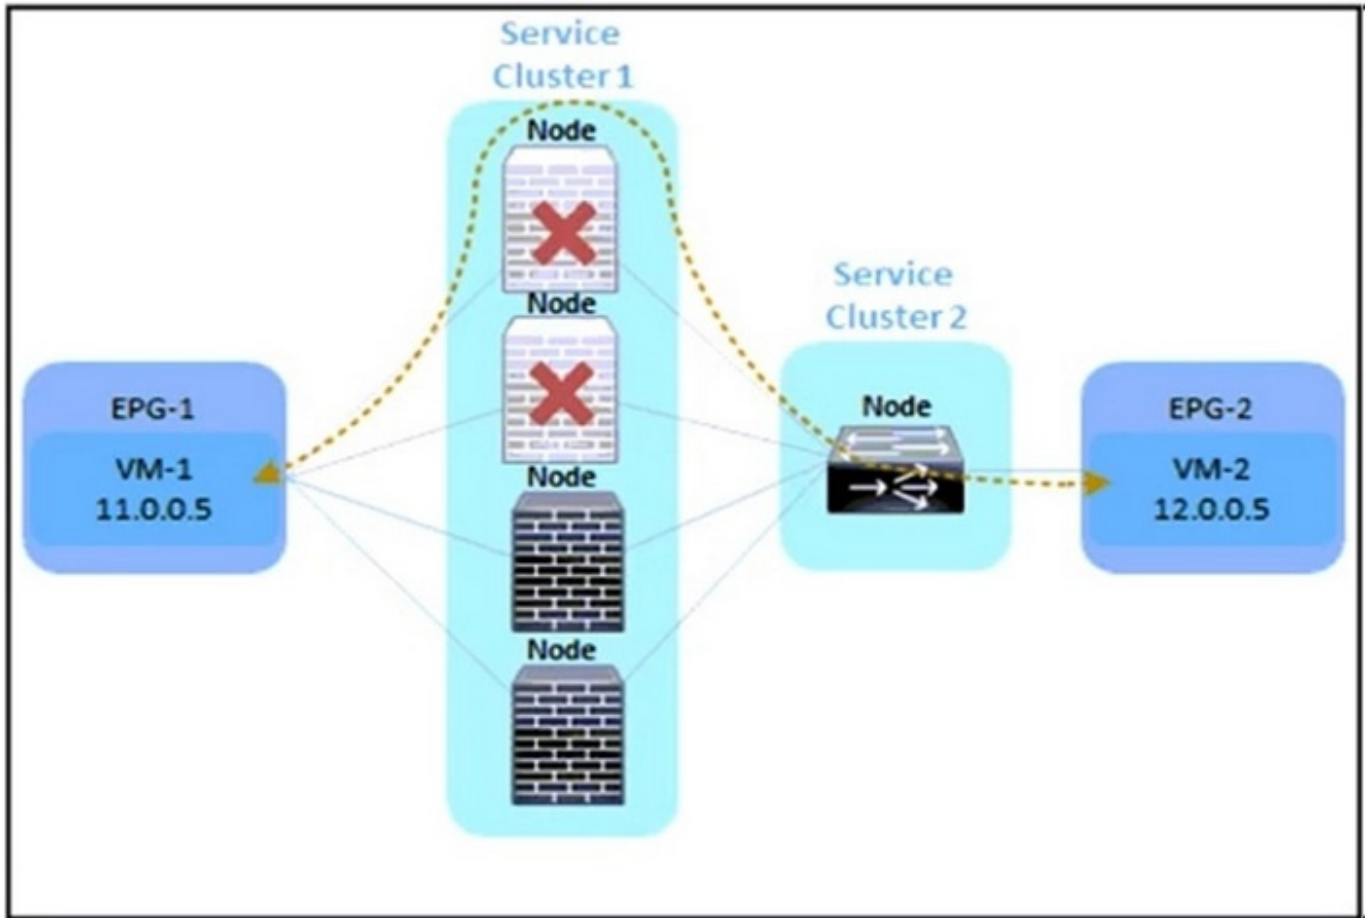 Service
Cluster 1
Node
Node
Node
Node
Service
Cluster 2
Node
EPG-1
VM-1
11.0.0.5
EPG-2
VM-2
12.0.0.5